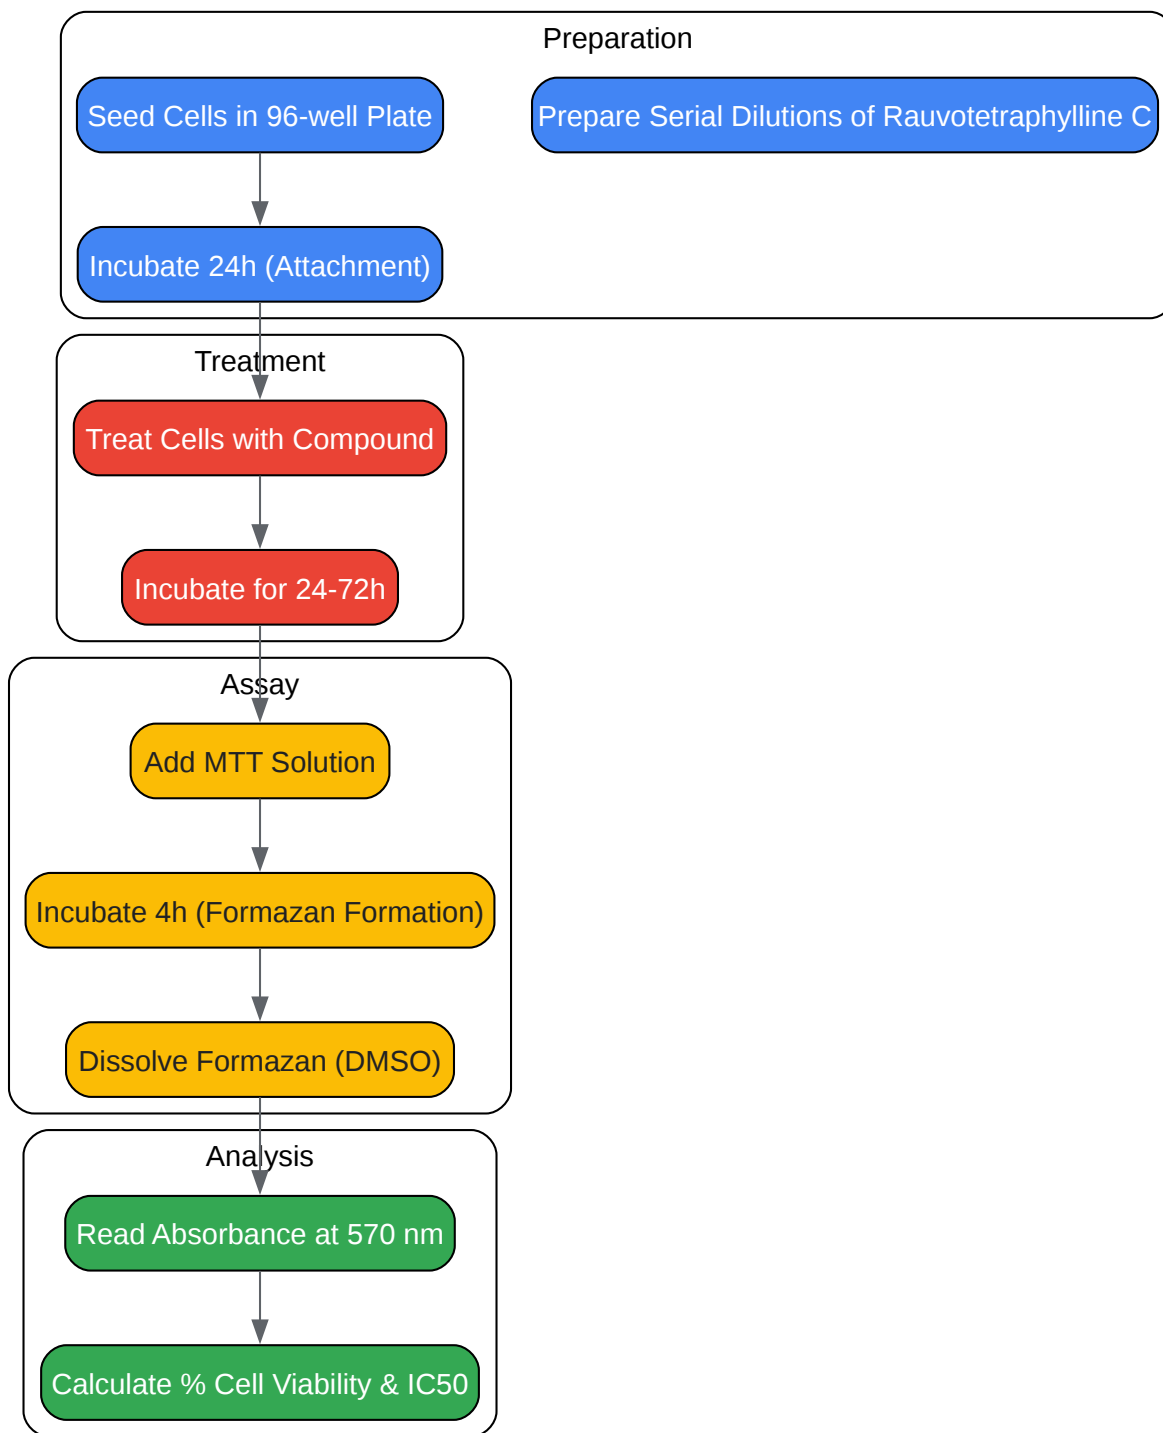 Preparation
Seed Cells in 96-well Plate
Prepare Serial Dilutions of Rauvotetraphylline C
Incubate 24h (Attachment)
Treatment
Treat Cells with Compound
Incubate for 24-72h
Assay
Add MTT Solution
Incubate 4h (Formazan Formation)
Dissolve Formazan (DMSO)
Analysis
Read Absorbance at 570 nm
Calculate % Cell Viability & IC50